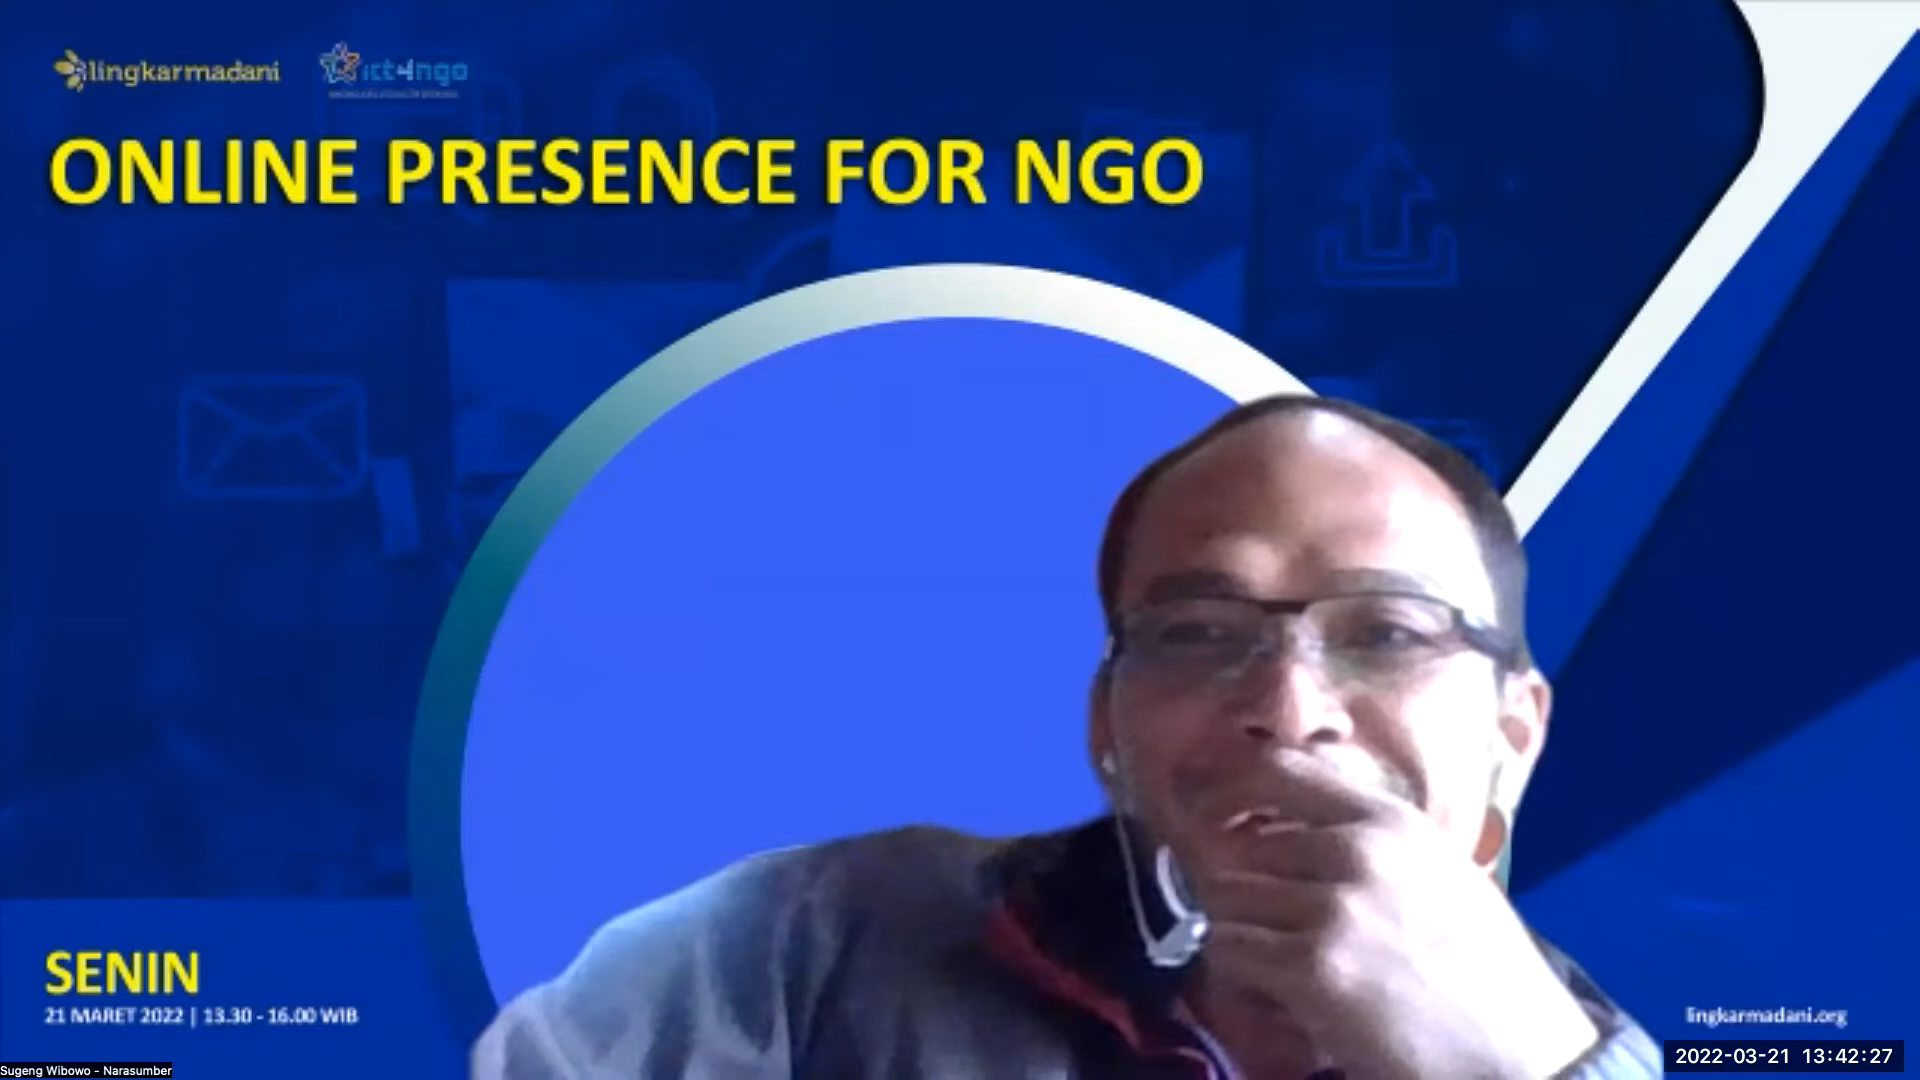 lingkarmadani
ict4ngo
ONLINE PRESENCE FOR NGO
SENIN
21 MARET 2022 | 13.30 - 16.00 WIB
lingkarmadani.org
Sugeng Wibowo - Narasumber
2022-03-21 13:42:27